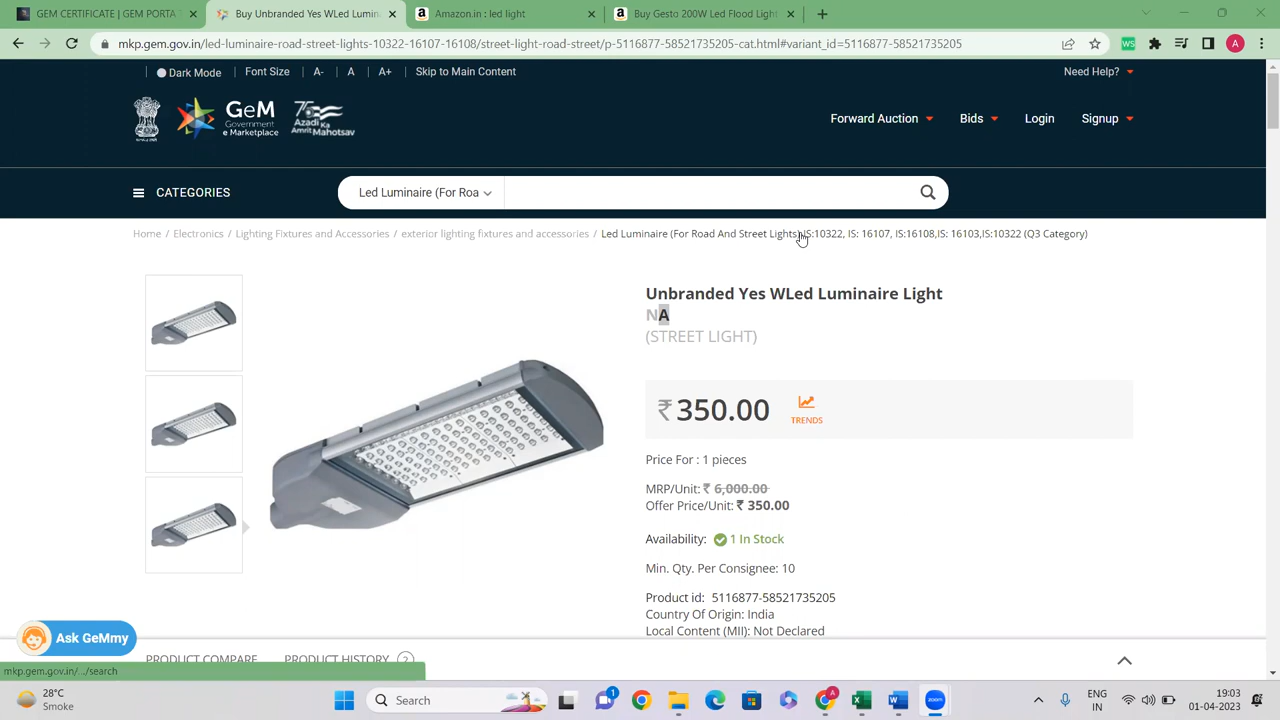 GEM CERTIFICATE | GEM PORTA
Buy Unbranded Yes WLed Lumin
Amazon.in : led light
Buy Gesto 200W Led Flood Light
mkp.gem.gov.in/led-luminaire-road-street-lights-10322-16107-16108/street-light-road-street/p-5116877-58521735205-cat.html#variant_id=5116877-58521735205
WS
A
Dark Mode
Font Size
A-
A
A+
Skip to Main Content
Need Help?
GeM
Government
e Marketplace
75
Azadi Ka
Amrit Mahotsav
Forward Auction
Bids
Login
Signup
CATEGORIES
Led Luminaire (For Roa
Home / Electronics / Lighting Fixtures and Accessories / exterior lighting fixtures and accessories / Led Luminaire (For Road And Street Lights) IS:10322, IS: 16107, IS:16108,IS: 16103,IS:10322 (Q3 Category)
Unbranded Yes WLed Luminaire Light
NA
(STREET LIGHT)
₹350.00
TRENDS
Price For : 1 pieces
MRP/Unit: ₹ 6,000.00
Offer Price/Unit: ₹ 350.00
Availability: 1 In Stock
Min. Qty. Per Consignee: 10
Product id: 5116877-58521735205
Country Of Origin: India
Local Content (MII): Not Declared
Ask GeMmy
PRODUCT COMPARE
PRODUCT HISTORY ?
mkp.gem.gov.in/.../search
28°C
Smoke
Search
1
A
zoom
ENG
IN
19:03
01-04-2023